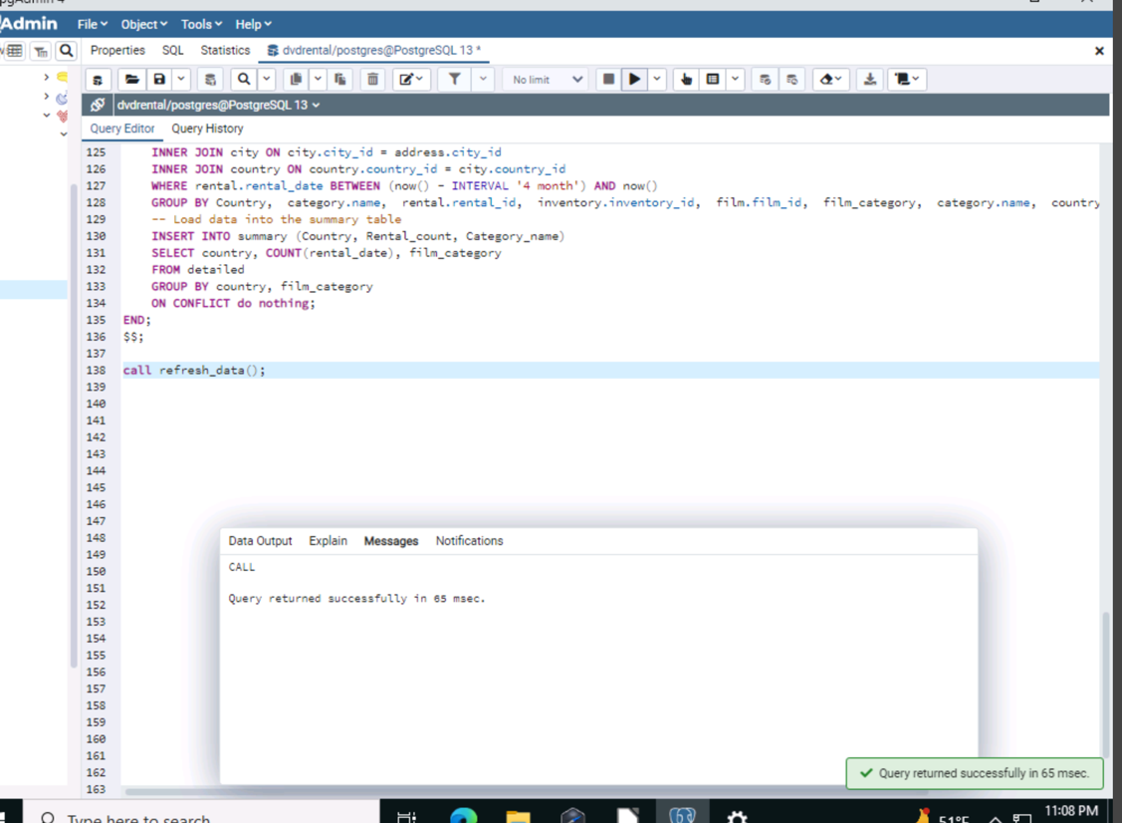 pgAdmin 4
Admin File Object Tools Help
Properties SQL Statistics dvdrental/postgres@PostgreSQL 13 *
No limit
dvdrental/postgres@PostgreSQL 13
Query Editor Query History
125 INNER JOIN city ON city.city_id = address.city_id
126 INNER JOIN country ON country.country_id = city.country_id
127 WHERE rental.rental_date BETWEEN (now() - INTERVAL '4 month') AND now()
128 GROUP BY Country, category.name, rental.rental_id, inventory.inventory_id, film.film_id, film_category, category.name, country
129 -- Load data into the summary table
130 INSERT INTO summary (Country, Rental_count, Category_name)
131 SELECT country, COUNT(rental_date), film_category
132 FROM detailed
133 GROUP BY country, film_category
134 ON CONFLICT do nothing;
135 END;
136 $$;
137
138 call refresh_data();
139
140
141
142
143
144
145
146
147
148
149
150
151
152
153
154
155
156
157
158
159
160
161
162
163
Data Output Explain Messages Notifications
CALL
Query returned successfully in 65 msec.
Query returned successfully in 65 msec.
Type here to search
51°F
11:08 PM